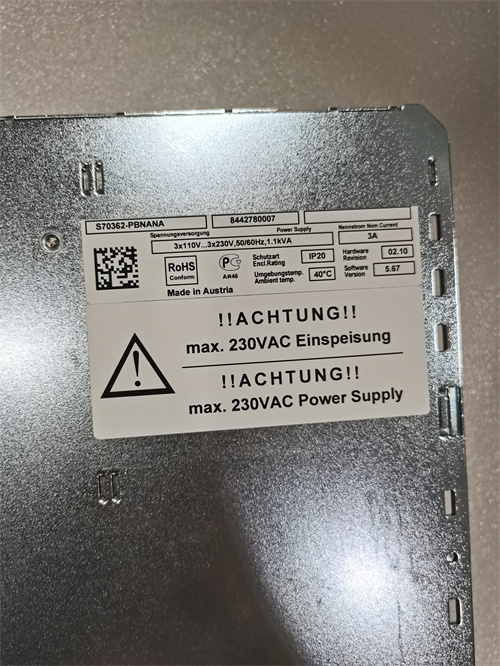 S70362-PBNANA 8442780007
Spannungsversorgung Power Supply Nennstrom Nom.Current
3x110V...3x230V,50/60Hz,1.1kVA 3A
RoHS
Conform
AR46
Schutzart
Encl.Rating
IP20
Hardware
Revision
02.10
Umgebungstemp.
Ambient temp.
40°C
Software
Version
5.67
Made in Austria
!!ACHTUNG!!
max. 230VAC Einspeisung
!!ACHTUNG!!
max. 230VAC Power Supply